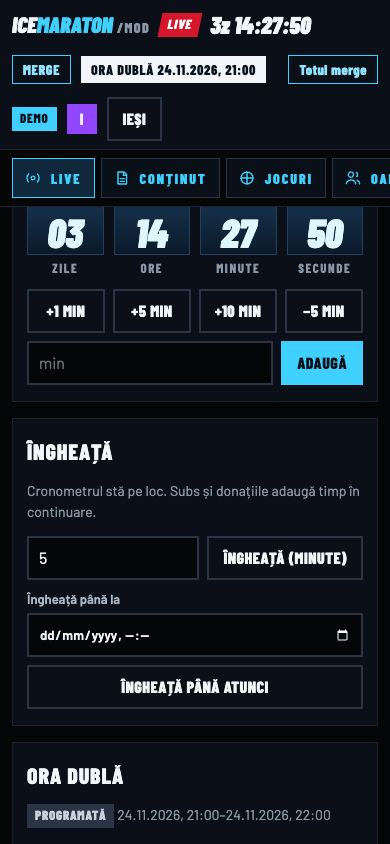 ICEMARATON /MOD LIVE 3z 14:27:50
MERGE ORA DUBLĂ 24.11.2026, 21:00 Totul merge
DEMO I IEȘI
LIVE CONȚINUT JOCURI
03 14 27 50
ZILE ORE MINUTE SECUNDE
+1 MIN +5 MIN +10 MIN −5 MIN
min ADAUGĂ
ÎNGHEAȚĂ
Cronometrul stă pe loc. Subs și donațiile adaugă timp în
continuare.
5 ÎNGHEAȚĂ (MINUTE)
Îngheață până la
dd/mm/yyyy, --:--
ÎNGHEAȚĂ PÂNĂ ATUNCI
ORA DUBLĂ
PROGRAMATĂ 24.11.2026, 21:00–24.11.2026, 22:00